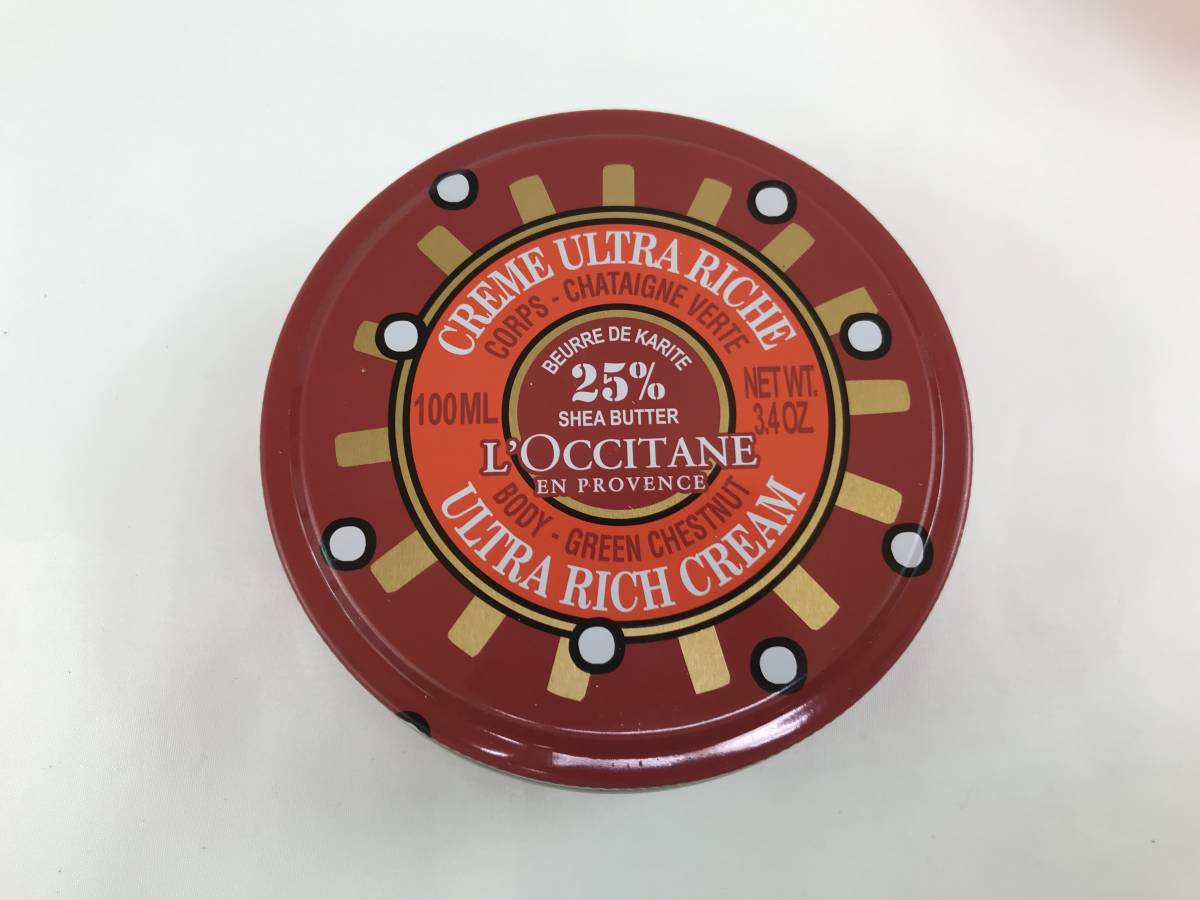 CREME ULTRA RICHE
CORPS - CHATAIGNE VERTE
BEURRE DE KARITE
25%
SHEA BUTTER
100ML
NET WT.
3.4 OZ.
L'OCCITANE
EN PROVENCE
BODY - GREEN CHESTNUT
ULTRA RICH CREAM